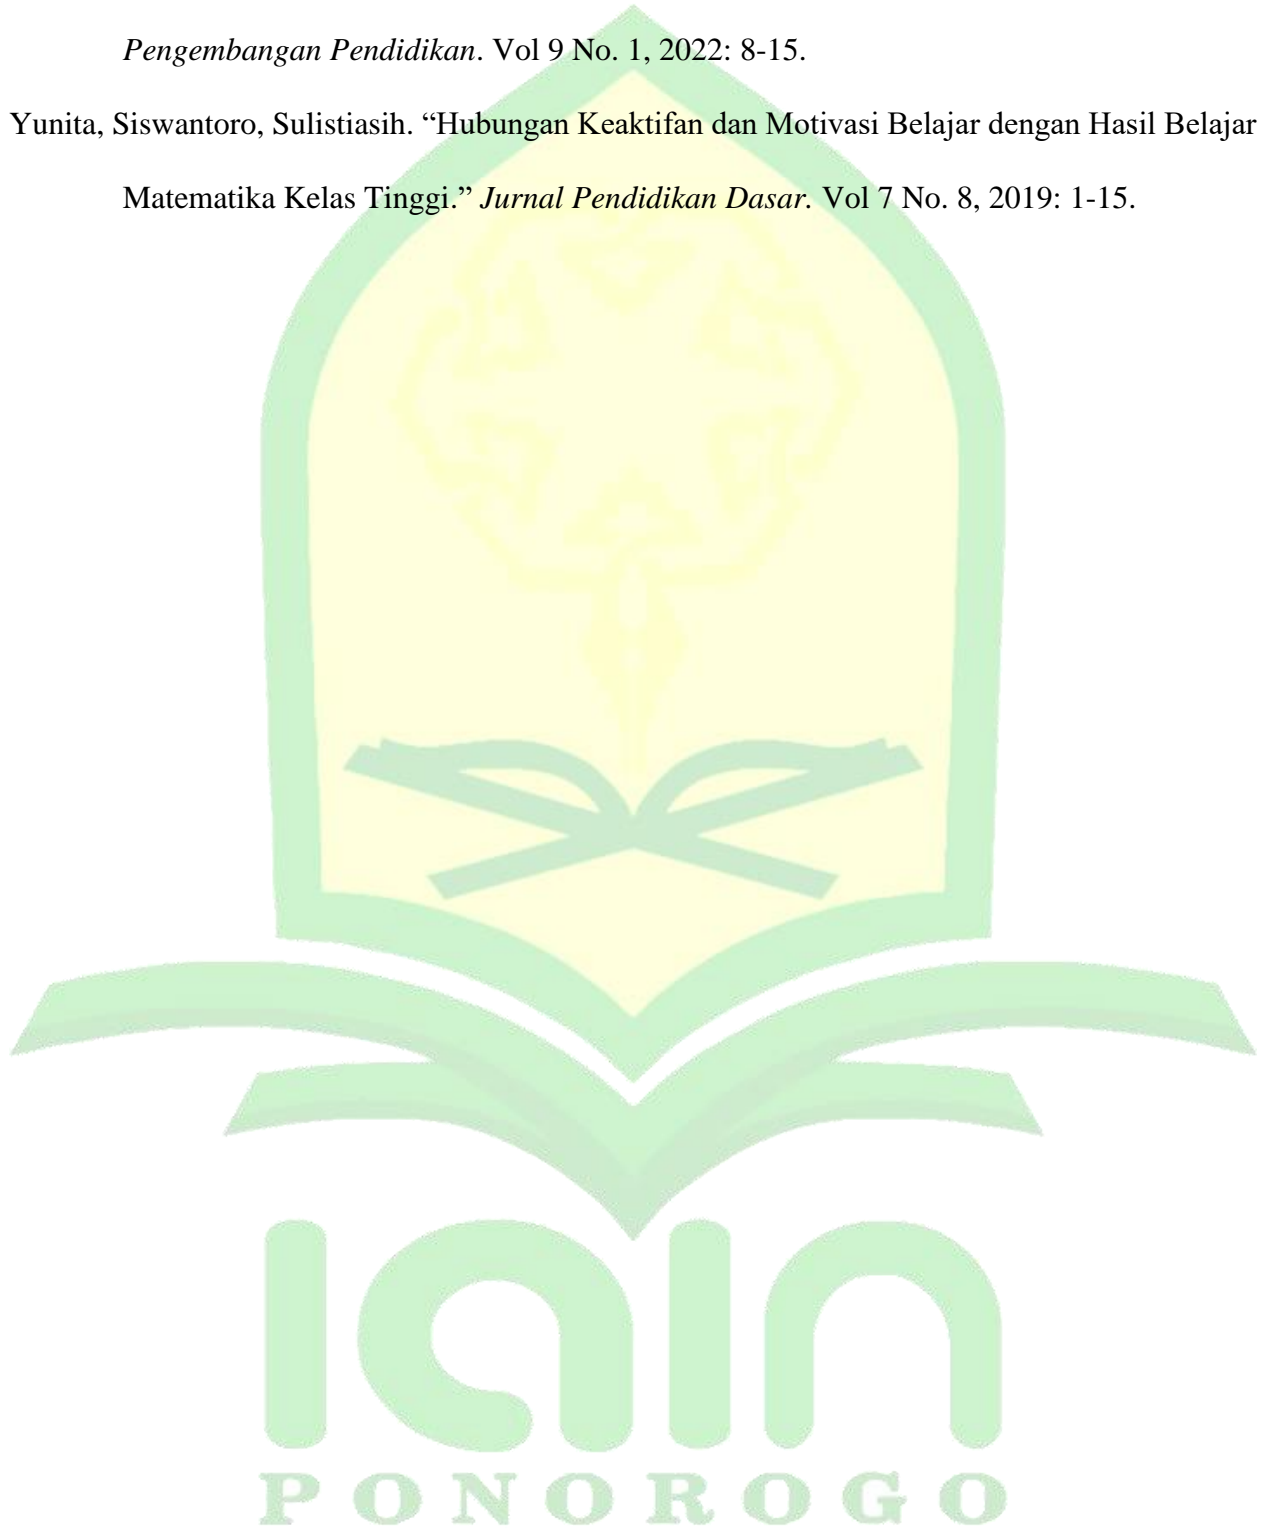 Pengembangan Pendidikan. Vol 9 No. 1, 2022: 8-15.
Yunita, Siswantoro, Sulistiasih. “Hubungan Keaktifan dan Motivasi Belajar dengan Hasil Belajar
Matematika Kelas Tinggi.” Jurnal Pendidikan Dasar. Vol 7 No. 8, 2019: 1-15.
iain
PONOROGO